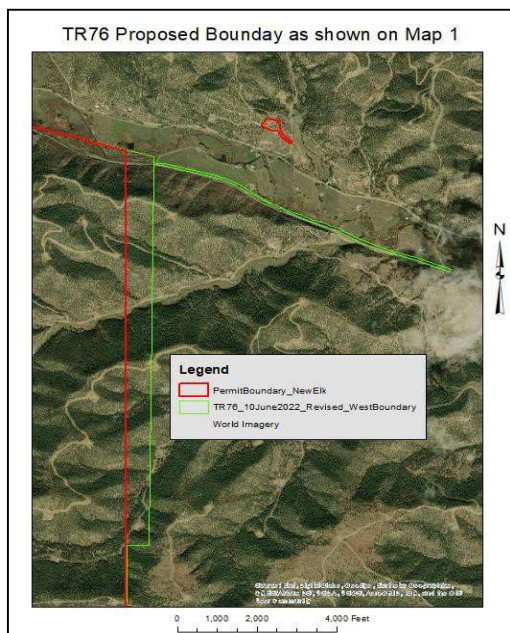 TR76 Proposed Bounday as shown on Map 1
N
Legend
PermitBoundary_NewElk
TR76_10June2022_Revised_WestBoundary
World Imagery
0 1,000 2,000 4,000 Feet